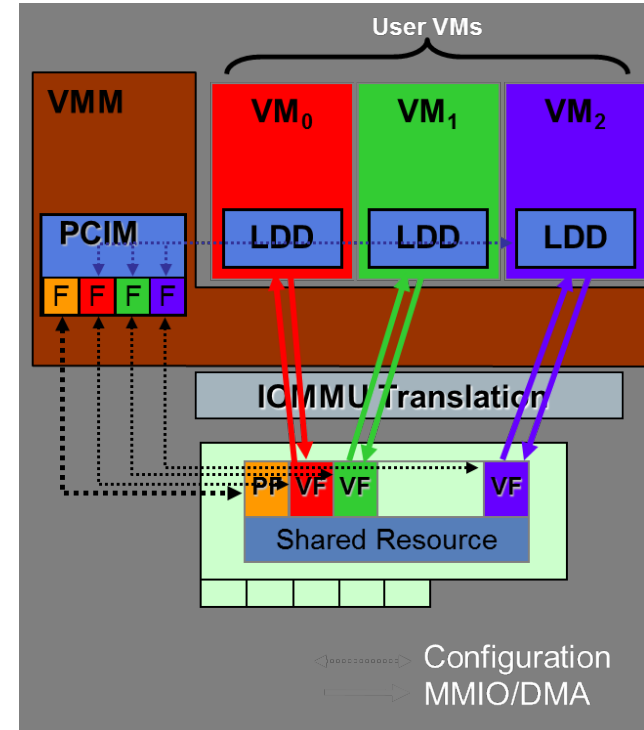 User VMs
VMM
VM₀
VM₁
VM₂
PCIM
LDD
LDD
LDD
F
F
F
F
IOMMU Translation
PF
VF
VF
VF
Shared Resource
Configuration
MMIO/DMA